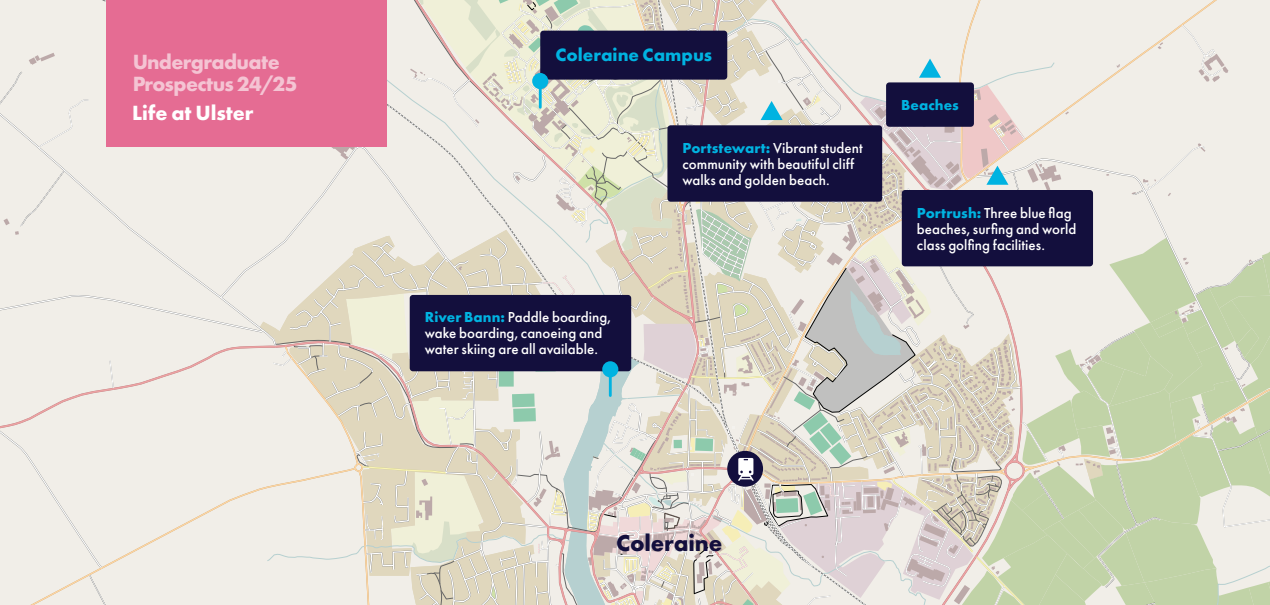 Undergraduate
Prospectus 24/25
Life at Ulster
Coleraine Campus
Beaches
Portstewart: Vibrant student
community with beautiful cliff
walks and golden beach.
Portrush: Three blue flag
beaches, surfing and world
class golfing facilities.
River Bann: Paddle boarding,
wake boarding, canoeing and
water skiing are all available.
Coleraine